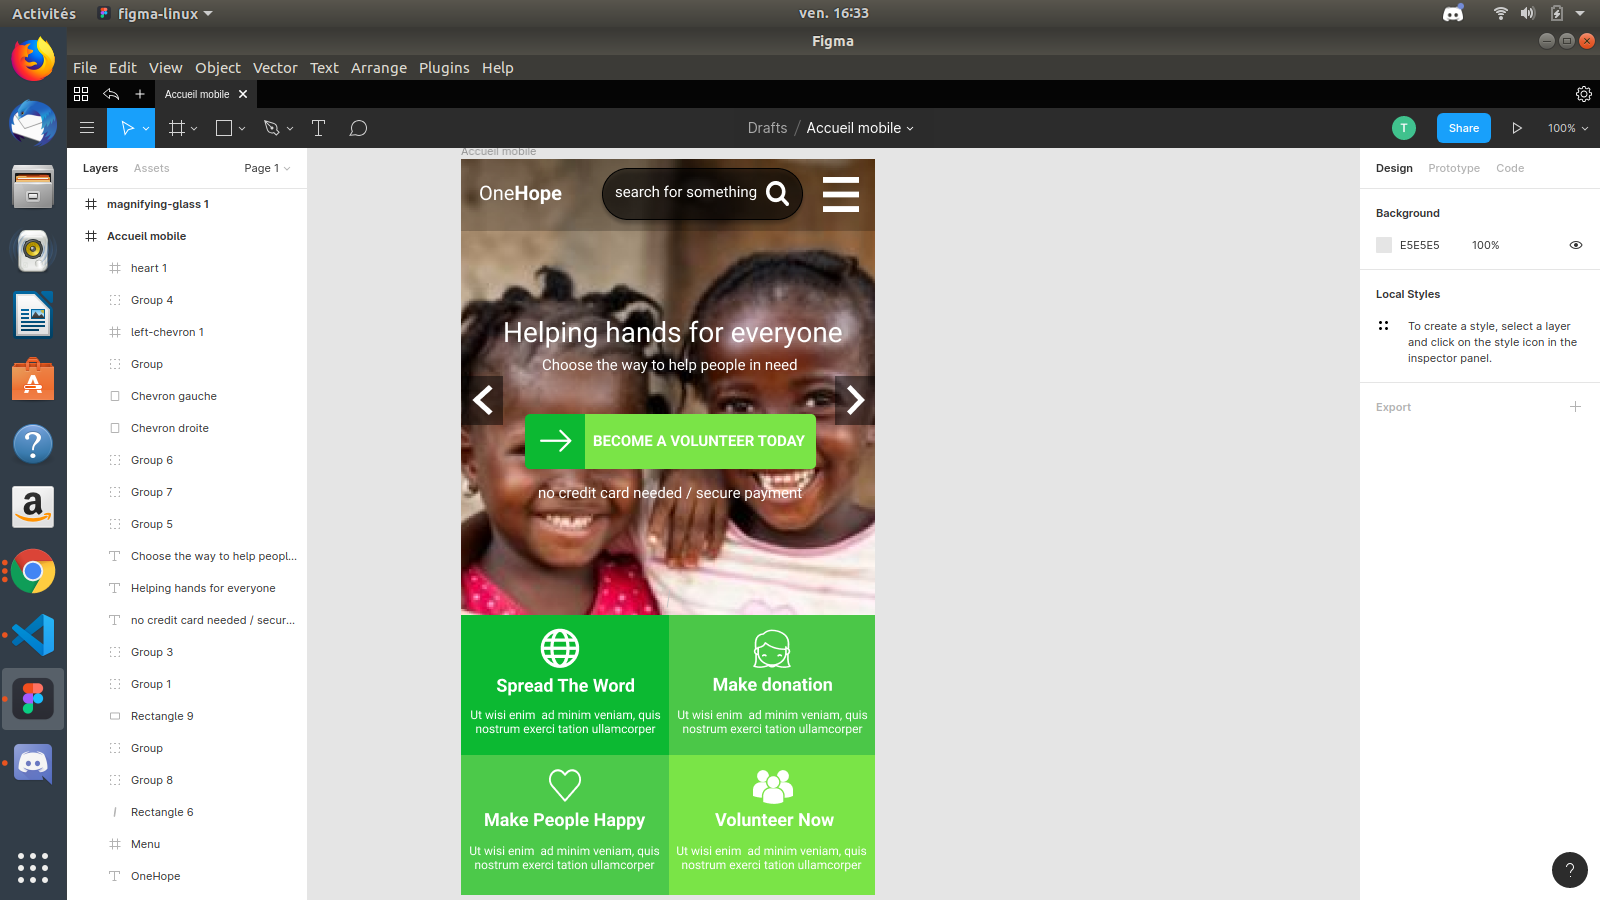 Activités
figma-linux
ven. 16:33
Figma
File Edit View Object Vector Text Arrange Plugins Help
Accueil mobile
Drafts / Accueil mobile
T
Share
100%
Layers Assets Page 1
magnifying-glass 1
Accueil mobile
heart 1
Group 4
left-chevron 1
Group
Chevron gauche
Chevron droite
Group 6
Group 7
Group 5
Choose the way to help peopl...
Helping hands for everyone
no credit card needed / secur...
Group 3
Group 1
Rectangle 9
Group
Group 8
Rectangle 6
Menu
OneHope
Accueil mobile
OneHope
search for something
Helping hands for everyone
Choose the way to help people in need
BECOME A VOLUNTEER TODAY
no credit card needed / secure payment
Spread The Word
Ut wisi enim ad minim veniam, quis
nostrum exerci tation ullamcorper
Make donation
Ut wisi enim ad minim veniam, quis
nostrum exerci tation ullamcorper
Make People Happy
Ut wisi enim ad minim veniam, quis
nostrum exerci tation ullamcorper
Volunteer Now
Ut wisi enim ad minim veniam, quis
nostrum exerci tation ullamcorper
Design Prototype Code
Background
E5E5E5 100%
Local Styles
To create a style, select a layer
and click on the style icon in the
inspector panel.
Export
?